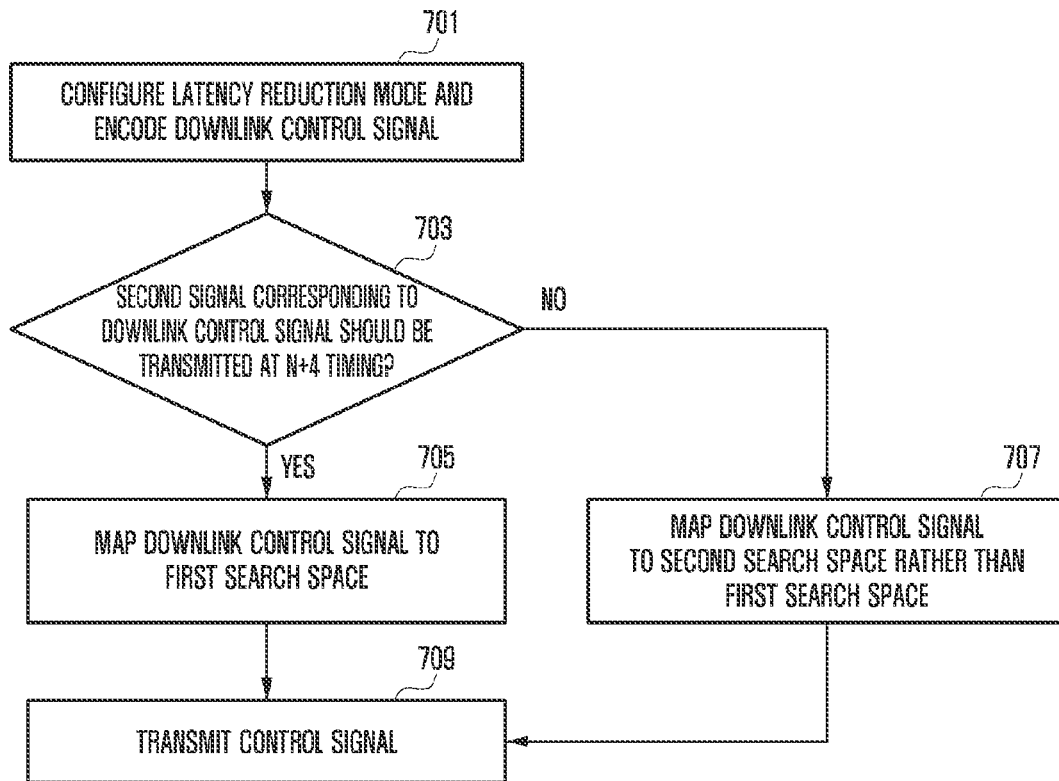 701
CONFIGURE LATENCY REDUCTION MODE AND
ENCODE DOWNLINK CONTROL SIGNAL
703
SECOND SIGNAL CORRESPONDING TO
DOWNLINK CONTROL SIGNAL SHOULD BE
TRANSMITTED AT N+4 TIMING?
NO
YES
705
MAP DOWNLINK CONTROL SIGNAL TO
FIRST SEARCH SPACE
707
MAP DOWNLINK CONTROL SIGNAL
TO SECOND SEARCH SPACE RATHER THAN
FIRST SEARCH SPACE
709
TRANSMIT CONTROL SIGNAL